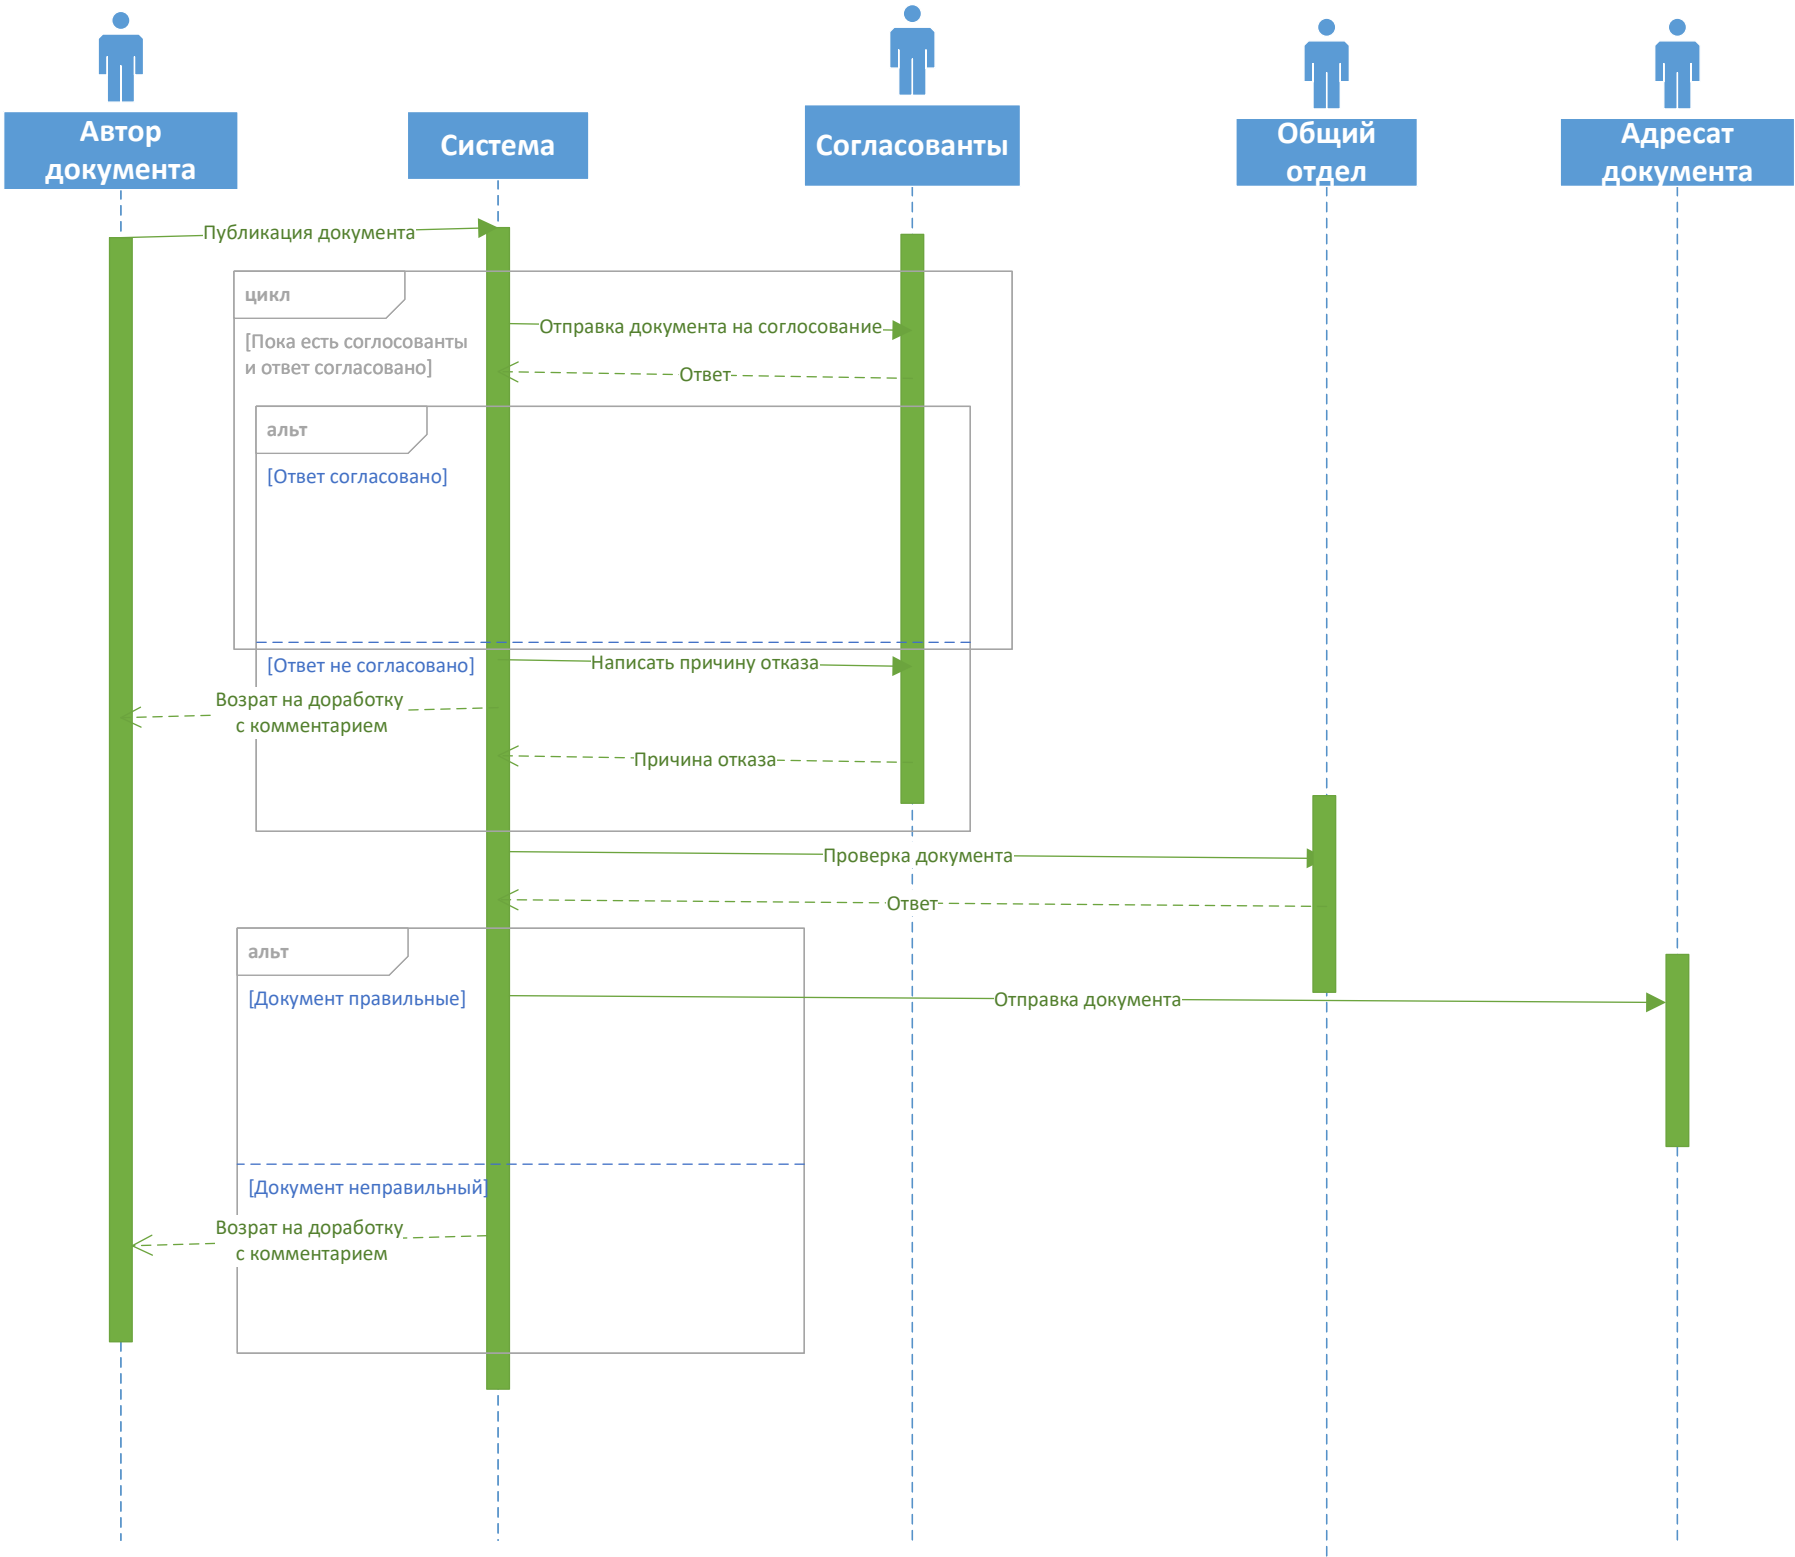 Автор
документа
Система
Согласованты
Общий
отдел
Адресат
документа
Публикация документа
цикл
[Пока есть соглосованты
и ответ согласовано]
Отправка документа на соглосование
Ответ
альт
[Ответ согласовано]
[Ответ не согласовано]
Написать причину отказа
Возрат на доработку
с комментарием
Причина отказа
Проверка документа
Ответ
альт
[Документ правильные]
Отправка документа
[Документ неправильный]
Возрат на доработку
с комментарием